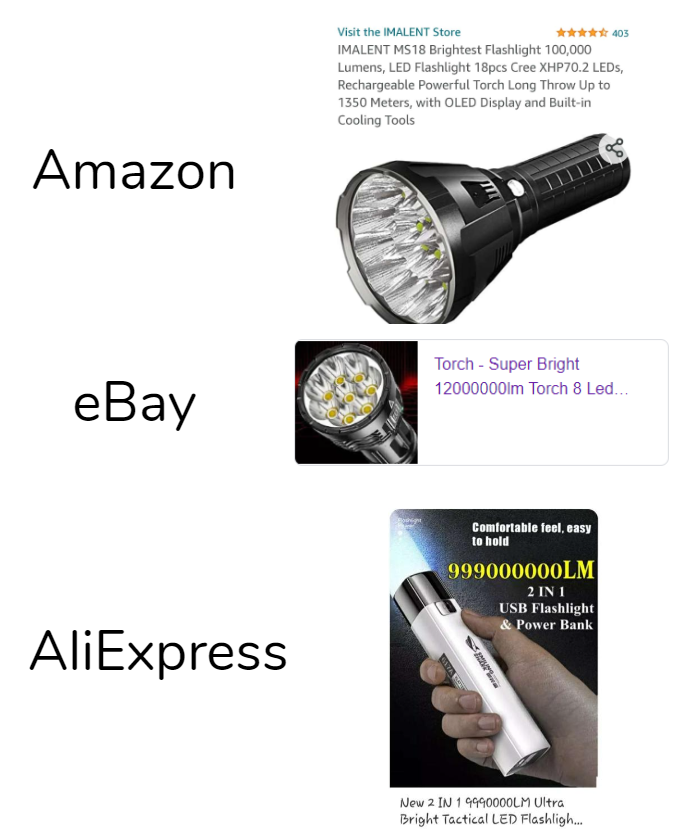 Visit the IMALENT Store
403
IMALENT MS18 Brightest Flashlight 100,000
Lumens, LED Flashlight 18pcs Cree XHP70.2 LEDs,
Rechargeable Powerful Torch Long Throw Up to
1350 Meters, with OLED Display and Built-in
Cooling Tools
Amazon
eBay
Torch - Super Bright
12000000lm Torch 8 Led...
AliExpress
Comfortable feel, easy
to hold
999000000LM
2 IN 1
USB Flashlight
& Power Bank
New 2 IN 1 9990000LM Ultra
Bright Tactical LED Flashligh...